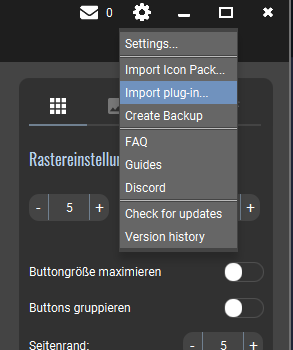 0
Settings...
Import Icon Pack...
Import plug-in...
Create Backup
FAQ
Guides
Discord
Check for updates
Version history
Rastereinstellu
- 5 +
+
Buttongröße maximieren
Buttons gruppieren
Seitenrand:
- 5 +